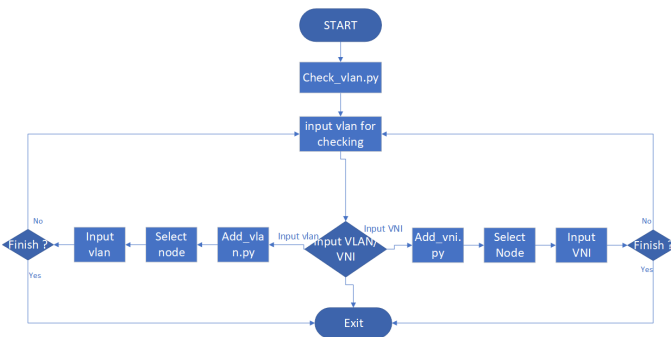 START
Check_vlan.py
input vlan for
checking
No
Finish ?
Yes
Input
vlan
Select
node
Add_vla
n.py
Input vlan
Input VLAN/
VNI
Input VNI
Add_vni.
py
Select
Node
Input
VNI
No
Finish ?
Yes
Exit